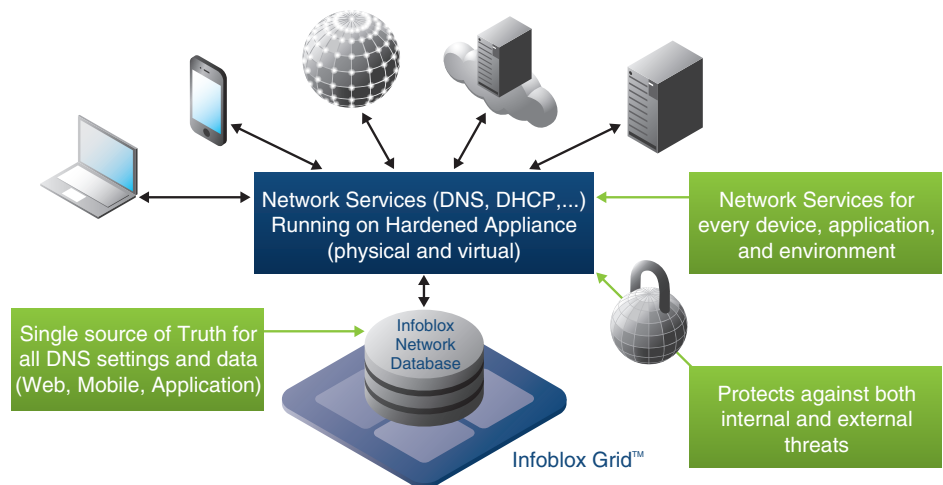 Network Services (DNS, DHCP,...)
Running on Hardened Appliance
(physical and virtual)
Network Services for
every device, application,
and environment
Single source of Truth for
all DNS settings and data
(Web, Mobile, Application)
Infoblox
Network
Database
Protects against both
internal and external
threats
Infoblox Grid™